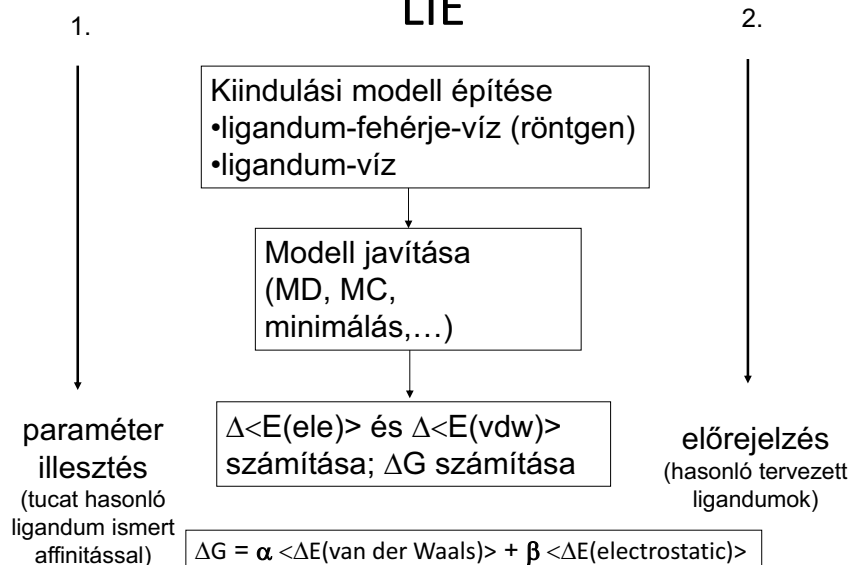 LIE
1.
2.
Kiindulási modell építése
•ligandum-fehérje-víz (röntgen)
•ligandum-víz
Modell javítása
(MD, MC,
minimálás,…)
Δ<E(ele)> és Δ<E(vdw)>
számítása; ΔG számítása
paraméter
illesztés
(tucat hasonló
ligandum ismert
affinitással)
előrejelzés
(hasonló tervezett
ligandumok)
ΔG = α <ΔE(van der Waals)> + β <ΔE(electrostatic)>